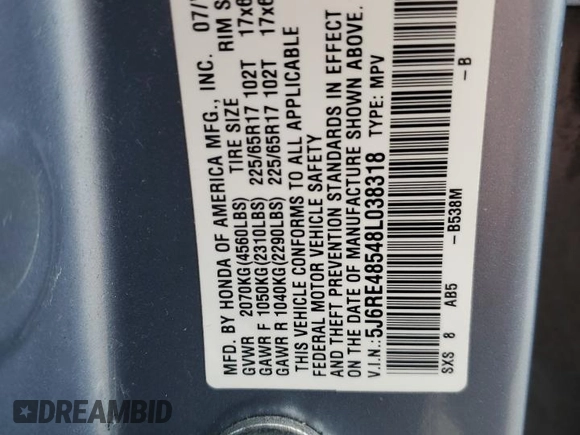 MFD. BY HONDA OF AMERICA MFG., INC. 07/
TIRE SIZE RIM S
GVWR 2070KG(4560LBS)
GAWR F 1050KG(2310LBS) 225/65R17 102T 17x6
GAWR R 1040KG(2290LBS) 225/65R17 102T 17x6
THIS VEHICLE CONFORMS TO ALL APPLICABLE
FEDERAL MOTOR VEHICLE SAFETY
AND THEFT PREVENTION STANDARDS IN EFFECT
ON THE DATE OF MANUFACTURE SHOWN ABOVE.
V.I.N.:5J6RE48548L038318 TYPE: MPV
SXS 8 AB5 -B538M -B
DREAMBID